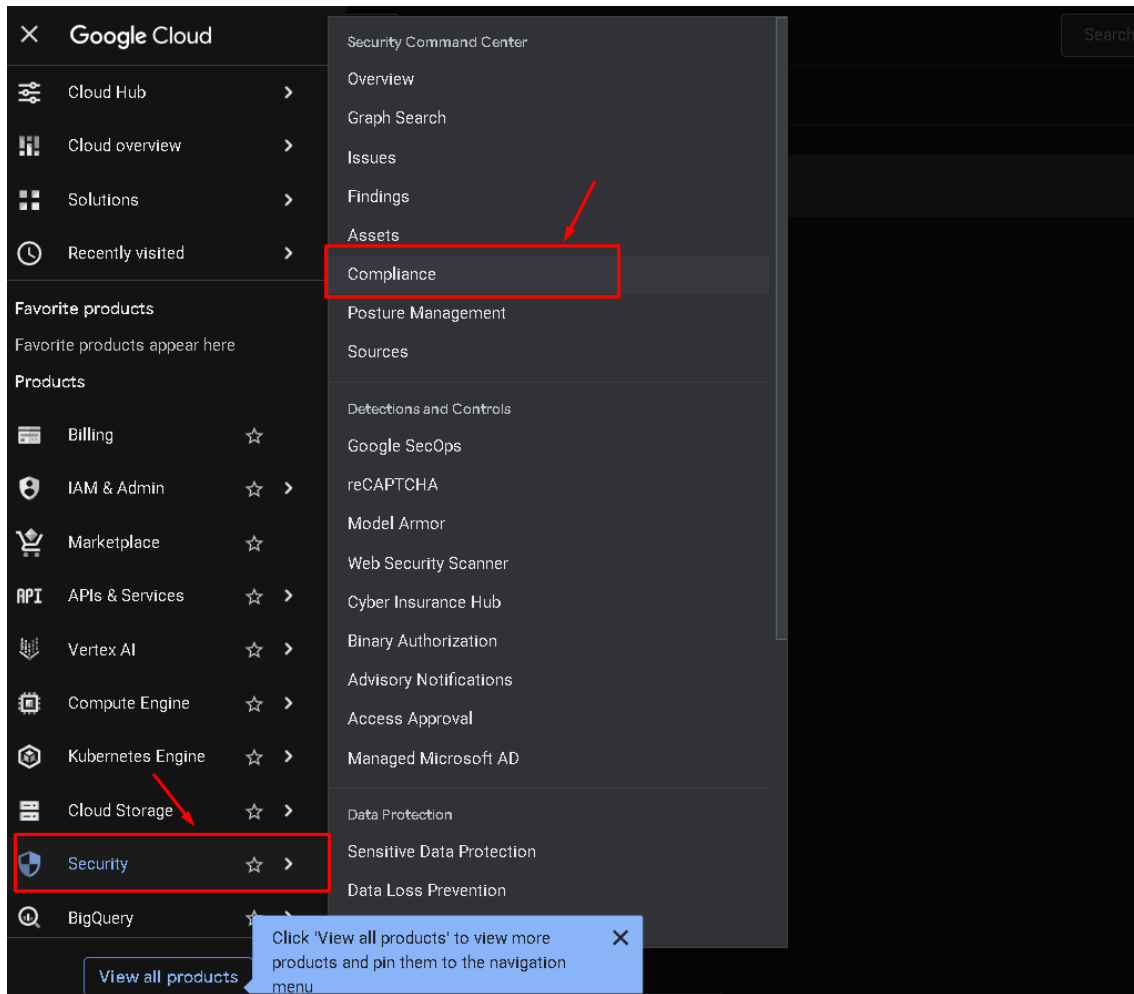 Google Cloud
Search
Cloud Hub
Cloud overview
Solutions
Recently visited
Favorite products
Favorite products appear here
Products
Billing
IAM & Admin
Marketplace
API APIs & Services
Vertex AI
Compute Engine
Kubernetes Engine
Cloud Storage
Security
BigQuery
View all products
Security Command Center
Overview
Graph Search
Issues
Findings
Assets
Compliance
Posture Management
Sources
Detections and Controls
Google SecOps
reCAPTCHA
Model Armor
Web Security Scanner
Cyber Insurance Hub
Binary Authorization
Advisory Notifications
Access Approval
Managed Microsoft AD
Data Protection
Sensitive Data Protection
Data Loss Prevention
Click 'View all products' to view more
products and pin them to the navigation
menu